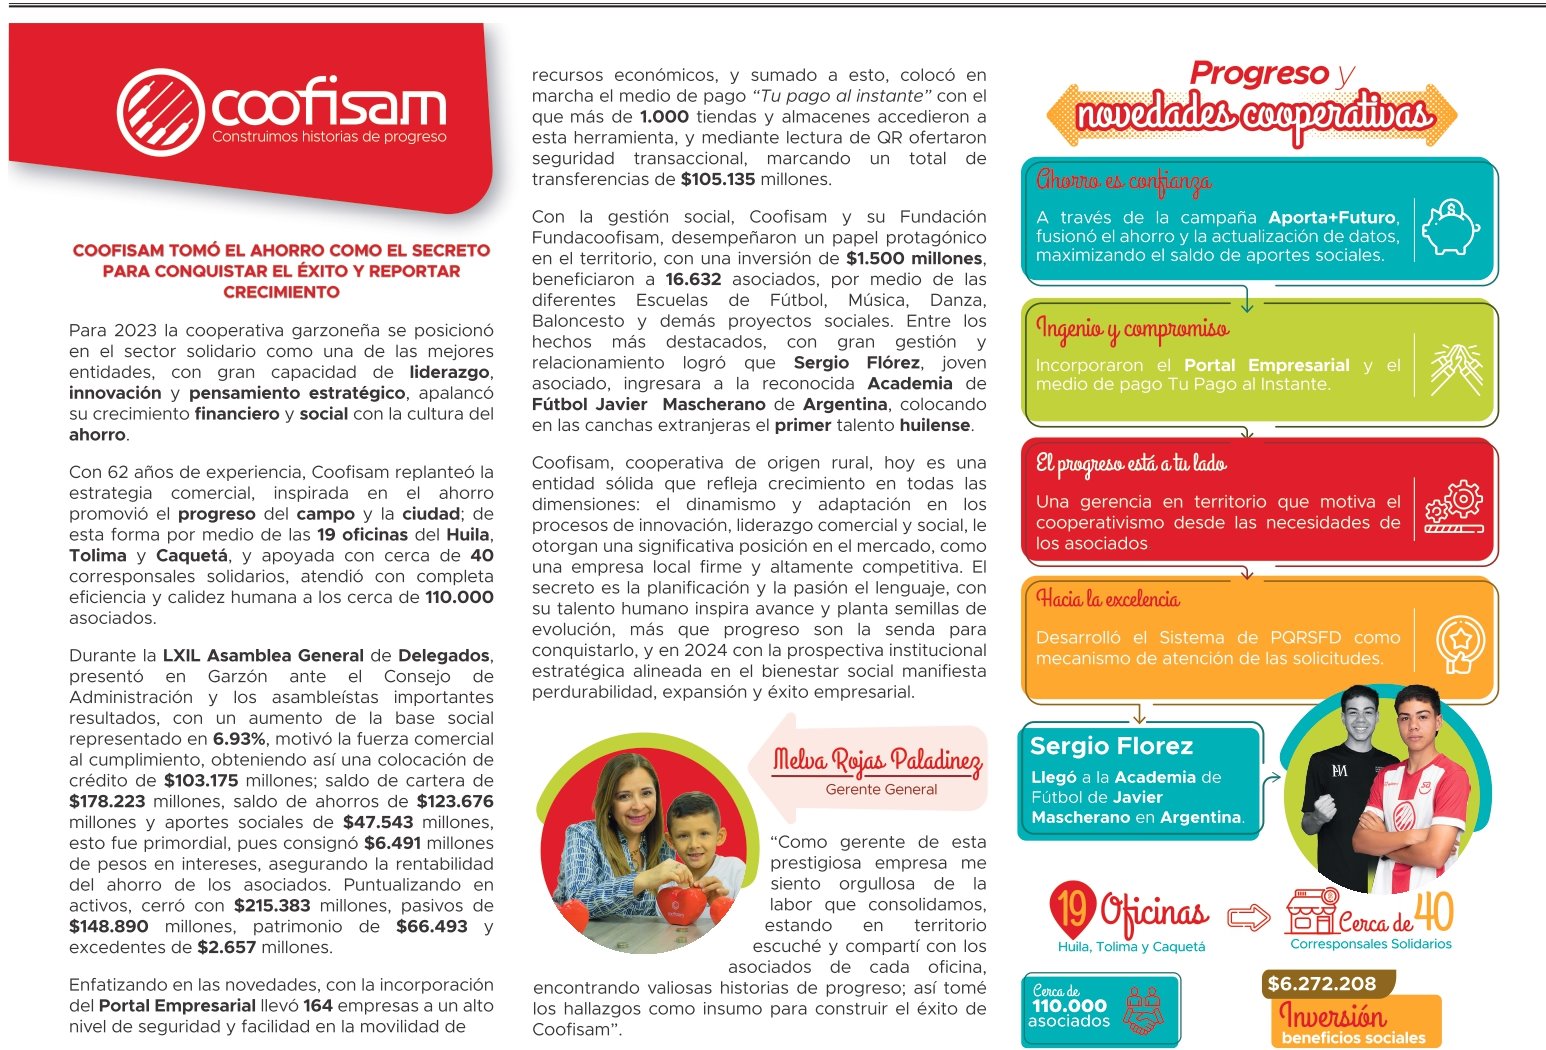 coofisam
Construimos historias de progreso
COOFISAM TOMÓ EL AHORRO COMO EL SECRETO
PARA CONQUISTAR EL ÉXITO Y REPORTAR
CRECIMIENTO
Para 2023 la cooperativa garzoneña se posicionó
en el sector solidario como una de las mejores
entidades, con gran capacidad de liderazgo,
innovación y pensamiento estratégico, apalancó
su crecimiento financiero y social con la cultura del
ahorro.
Con 62 años de experiencia, Coofisam replanteó la
estrategia comercial, inspirada en el ahorro
promovió el progreso del campo y la ciudad; de
esta forma por medio de las 19 oficinas del Huila,
Tolima y Caquetá, y apoyada con cerca de 40
corresponsales solidarios, atendió con completa
eficiencia y calidez humana a los cerca de 110.000
asociados.
Durante la LXIL Asamblea General de Delegados,
presentó en Garzón ante el Consejo de
Administración y los asambleístas importantes
resultados, con un aumento de la base social
representado en 6.93%, motivó la fuerza comercial
al cumplimiento, obteniendo así una colocación de
crédito de $103.175 millones; saldo de cartera de
$178.223 millones, saldo de ahorros de $123.676
millones y aportes sociales de $47.543 millones,
esto fue primordial, pues consignó $6.491 millones
de pesos en intereses, asegurando la rentabilidad
del ahorro de los asociados. Puntualizando en
activos, cerró con $215.383 millones, pasivos de
$148.890 millones, patrimonio de $66.493 y
excedentes de $2.657 millones.
Enfatizando en las novedades, con la incorporación
del Portal Empresarial llevó 164 empresas a un alto
nivel de seguridad y facilidad en la movilidad de
recursos económicos, y sumado a esto, colocó en
marcha el medio de pago “Tu pago al instante” con el
que más de 1.000 tiendas y almacenes accedieron a
esta herramienta, y mediante lectura de QR ofertaron
seguridad transaccional, marcando un total de
transferencias de $105.135 millones.
Con la gestión social, Coofisam y su Fundación
Fundacoofisam, desempeñaron un papel protagónico
en el territorio, con una inversión de $1.500 millones,
beneficiaron a 16.632 asociados, por medio de las
diferentes Escuelas de Fútbol, Música, Danza,
Baloncesto y demás proyectos sociales. Entre los
hechos más destacados, con gran gestión y
relacionamiento logró que Sergio Flórez, joven
asociado, ingresara a la reconocida Academia de
Fútbol Javier Mascherano de Argentina, colocando
en las canchas extranjeras el primer talento huilense.
Coofisam, cooperativa de origen rural, hoy es una
entidad sólida que refleja crecimiento en todas las
dimensiones: el dinamismo y adaptación en los
procesos de innovación, liderazgo comercial y social, le
otorgan una significativa posición en el mercado, como
una empresa local firme y altamente competitiva. El
secreto es la planificación y la pasión el lenguaje, con
su talento humano inspira avance y planta semillas de
evolución, más que progreso son la senda para
conquistarlo, y en 2024 con la prospectiva institucional
estratégica alineada en el bienestar social manifiesta
perdurabilidad, expansión y éxito empresarial.
Melva Rojas Paladinez
Gerente General
“Como gerente de esta
prestigiosa empresa me
siento orgullosa de la
labor que consolidamos,
estando en territorio
escuché y compartí con los
asociados de cada oficina,
encontrando valiosas historias de progreso; así tomé
los hallazgos como insumo para construir el éxito de
Coofisam”.
Progreso y
novedades cooperativas
Ahorro es confianza
A través de la campaña Aporta+Futuro,
fusionó el ahorro y la actualización de datos,
maximizando el saldo de aportes sociales.
Ingenio y compromiso
Incorporaron el Portal Empresarial y el
medio de pago Tu Pago al Instante.
El progreso está a tu lado
Una gerencia en territorio que motiva el
cooperativismo desde las necesidades de
los asociados
Hacia la excelencia
Desarrolló el Sistema de PQRSFD como
mecanismo de atención de las solicitudes.
Sergio Florez
Llegó a la Academia de
Fútbol de Javier
Mascherano en Argentina.
19 Oficinas
Huila, Tolima y Caquetá
Cerca de 40
Corresponsales Solidarios
Cerca de
110.000
asociados
$6.272.208
Inversión
beneficios sociales